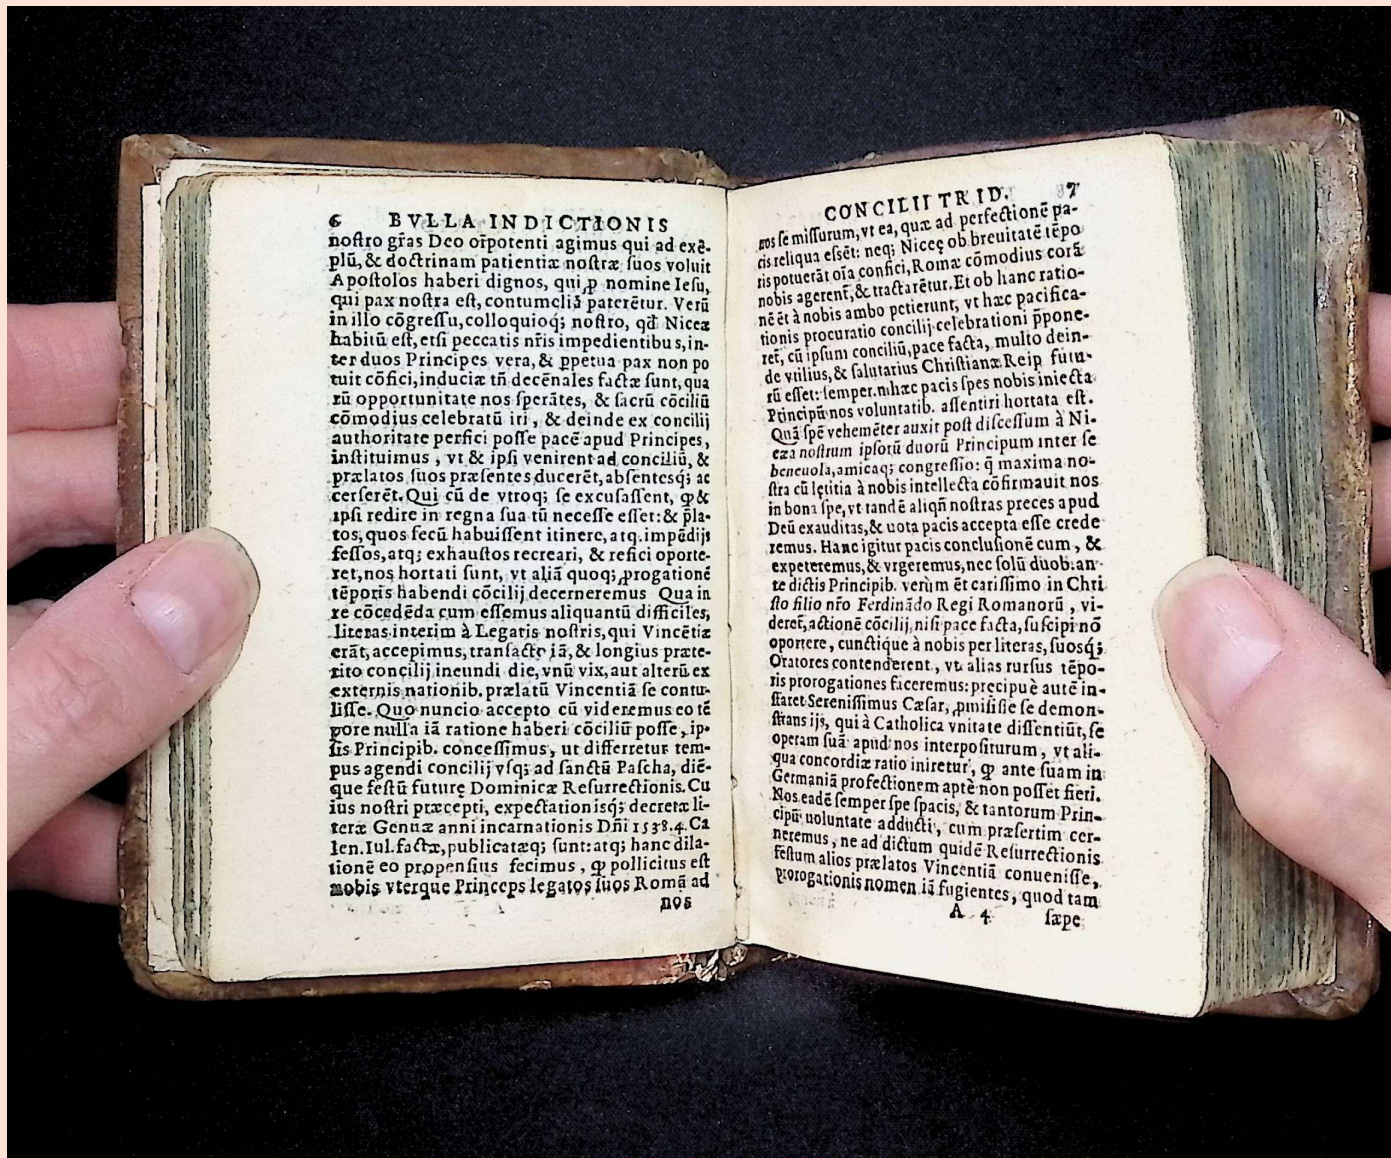 6 BVLLA INDICTIONIS
noſtro gr̃as Deo oĩpotenti agimus qui ad exẽ-
plũ, & doctrinam patientiæ noſtræ ſuos voluit
Apoſtolos haberi dignos, qui ꝓ nomine Ieſu,
qui pax noſtra eſt, contumeliã paterẽtur. Verũ
in illo cõgreſſu, colloquioq; noſtro, qd̃ Niceæ
habitũ eſt, etſi peccatis nr̃is impedientibus, in-
ter duos Principes vera, & ꝑpetua pax non po
tuit cõfici, induciæ tñ decẽnales factæ ſunt, qua
rũ opportunitate nos ſperãtes, & ſacrũ cõciliũ
cõmodius celebratũ iri, & deinde ex concilij
authoritate perfici poſſe pacẽ apud Principes,
inſtituimus, vt & ipſi venirent ad conciliũ, &
prælatos ſuos præſentes ducerẽt, abſentesq; ac
cerſerẽt. Qui cũ de vtroq; ſe excuſaſſent, ꝙ &
ipſi redire in regna ſua tũ neceſſe eſſet: & p̃la-
tos, quos ſecũ habuiſſent itinere, atq. impẽdijs
feſſos, atq; exhauſtos recreari, & refici oporte-
ret, nos hortati ſunt, vt aliã quoq; ꝓrogationẽ
tẽporis habendi cõcilij decerneremus Qua in
re cõcedẽda cum eſſemus aliquantũ difficiles,
literas interim à Legatis noſtris, qui Vincẽtiæ
erãt, accepimus, tranſacto iã, & longius præte-
rito concilij ineundi die, vnũ vix, aut alterũ ex
externis nationib. prælatũ Vincentiã ſe contu-
liſſe. Quo nuncio accepto cũ videremus eo tẽ
pore nulla iã ratione haberi cõciliũ poſſe, ip-
ſis Principib. conceſſimus, ut differretur tem-
pus agendi concilij vſq; ad ſanctũ Paſcha, diẽ-
que feſtũ futurę Dominicæ Reſurrectionis. Cu
ius noſtri præcepti, expectationisq; decretæ li-
teræ Genuæ anni incarnationis Dñi 1538. 4. Ca
len. Iul. factæ, publicatæq; ſunt: atq; hanc dila-
tionẽ eo propenſius fecimus, ꝙ pollicitus eſt
nobis vterque Princeps legatos ſuos Romã ad
nos
CONCILII TRID. 7
nos ſe miſſurum, vt ea, quæ ad perfectionẽ pa-
cis reliqua eſsẽt: neq; Niceę ob breuitatẽ tẽpo
ris potuerãt oĩa confici, Romæ cõmodius corã
nobis agerent̃, & tractarẽtur. Et ob hanc ratio-
nẽ ẽt à nobis ambo petierunt, vt hæc pacifica-
tionis procuratio concilij celebrationi p̃pone-
ret̃, cũ ipſum conciliũ, pace facta, multo dein-
de vtilius, & ſalutarius Chriſtianæ Reip futu-
rũ eſſet: ſemper. n. hæc pacis ſpes nobis iniecta
Principũ nos voluntatib. aſſentiri hortata eſt.
Quã ſpẽ vehemẽter auxit poſt diſceſſum à Ni-
cæa noſtrum ipſorũ duorũ Principum inter ſe
beneuola, amicaq; congreſſio: q̃ maxima no-
ſtra cũ lętitia à nobis intellecta cõfirmauit nos
in bona ſpe, vt tandẽ aliqñ noſtras preces apud
Deũ exauditas, & uota pacis accepta eſſe crede
remus. Hanc igitur pacis concluſionẽ cum, &
expeteremus, & vrgeremus, nec ſolũ duob. an-
te dictis Principib. verùm ẽt cariſſimo in Chri
ſto filio nr̃o Ferdinãdo Regi Romanorũ, vi-
deret̃, actionẽ cõcilij, niſi pace facta, ſuſcipi nõ
oportere, cunctique à nobis per literas, ſuosq;
Oratores contenderent, vt alias rurſus tẽpo-
ris prorogationes faceremus: precipuè autẽ in-
ſtaret Sereniſſimus Cæſar, ꝓmiſiſſe ſe demon-
ſtrans ijs, qui à Catholica vnitate diſſentiũt, ſe
operam ſuã apud nos interpoſiturum, vt ali-
qua concordiæ ratio iniretur, ꝙ ante ſuam in
Germaniã profectionem aptè non poſſet fieri.
Nos eadẽ ſemper ſpe ſpacis, & tantorum Prin-
cipũ uoluntate adducti, cum præſertim cer-
neremus, ne ad dictum quidẽ Reſurrectionis
feſtum alios prælatos Vincentiã conueniſſe,
prorogationis nomen iã fugientes, quod tam
A 4 ſæpe